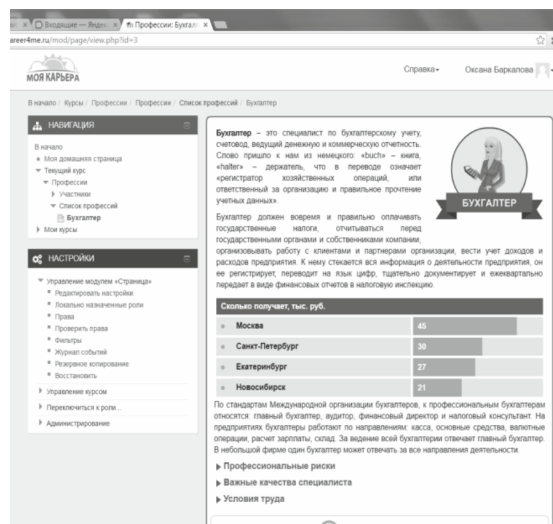 Входящие — Яндекс
Профессии: Бухгалт
areer4me.ru/mod/page/view.php?id=3
МОЯ КАРЬЕРА
Справка
Оксана Баркалова
В начало / Курсы / Профессии / Профессии / Список профессий / Бухгалтер
НАВИГАЦИЯ
В начало
Моя домашняя страница
Текущий курс
Профессии
Участники
Список профессий
Бухгалтер
Мои курсы
НАСТРОЙКИ
Управление модулем «Страница»
Редактировать настройки
Локально назначенные роли
Права
Проверить права
Фильтры
Журнал событий
Резервное копирование
Восстановить
Управление курсом
Переключиться к роли...
Администрирование
Бухгалтер – это специалист по бухгалтерскому учету,
счетовод, ведущий денежную и коммерческую отчетность.
Слово пришло к нам из немецкого: «buch» – книга,
«halter» – держатель, что в переводе означает
«регистратор хозяйственных операций, или
ответственный за организацию и правильное прочтение
учетных данных».
БУХГАЛТЕР
Бухгалтер должен вовремя и правильно оплачивать
государственные налоги, отчитываться перед
государственными органами и собственниками компании,
организовывать работу с клиентами и партнерами организации, вести учет доходов и
расходов предприятия. К нему стекается вся информация о деятельности предприятия, он
ее регистрирует, переводит на язык цифр, тщательно документирует и ежеквартально
передает в виде финансовых отчетов в налоговую инспекцию.
Сколько получает, тыс. руб.
Москва 45
Санкт-Петербург 30
Екатеринбург 27
Новосибирск 21
По стандартам Международной организации бухгалтеров, к профессиональным бухгалтерам
относятся: главный бухгалтер, аудитор, финансовый директор и налоговый консультант. На
предприятиях бухгалтеры работают по направлениям: касса, основные средства, валютные
операции, расчет зарплаты, склад. За ведение всей бухгалтерии отвечает главный бухгалтер.
В небольшой фирме один бухгалтер может отвечать за все направления деятельности.
Профессиональные риски
Важные качества специалиста
Условия труда